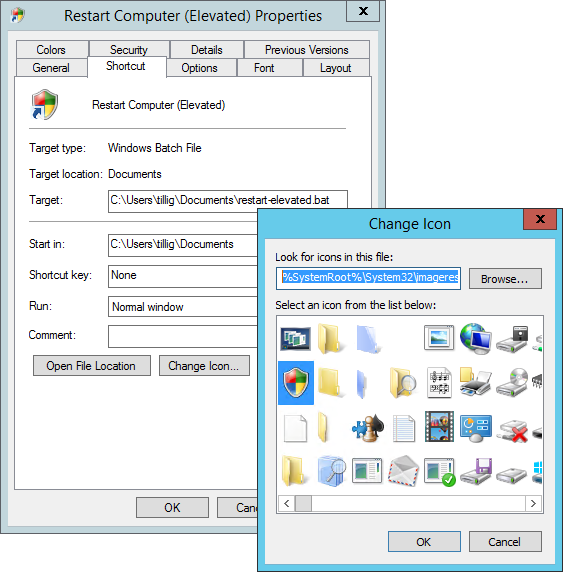 Restart Computer (Elevated) Properties
x
Colors Security Details Previous Versions
General Shortcut Options Font Layout
Restart Computer (Elevated)
Target type: Windows Batch File
Target location: Documents
Target: C:\Users\tillig\Documents\restart-elevated.bat
Start in: C:\Users\tillig\Documents
Shortcut key: None
Run: Normal window
Comment:
Open File Location Change Icon...
OK Canc
Change Icon
x
Look for icons in this file:
%SystemRoot%\System32\imageres
Browse...
Select an icon from the list below:
OK Cancel